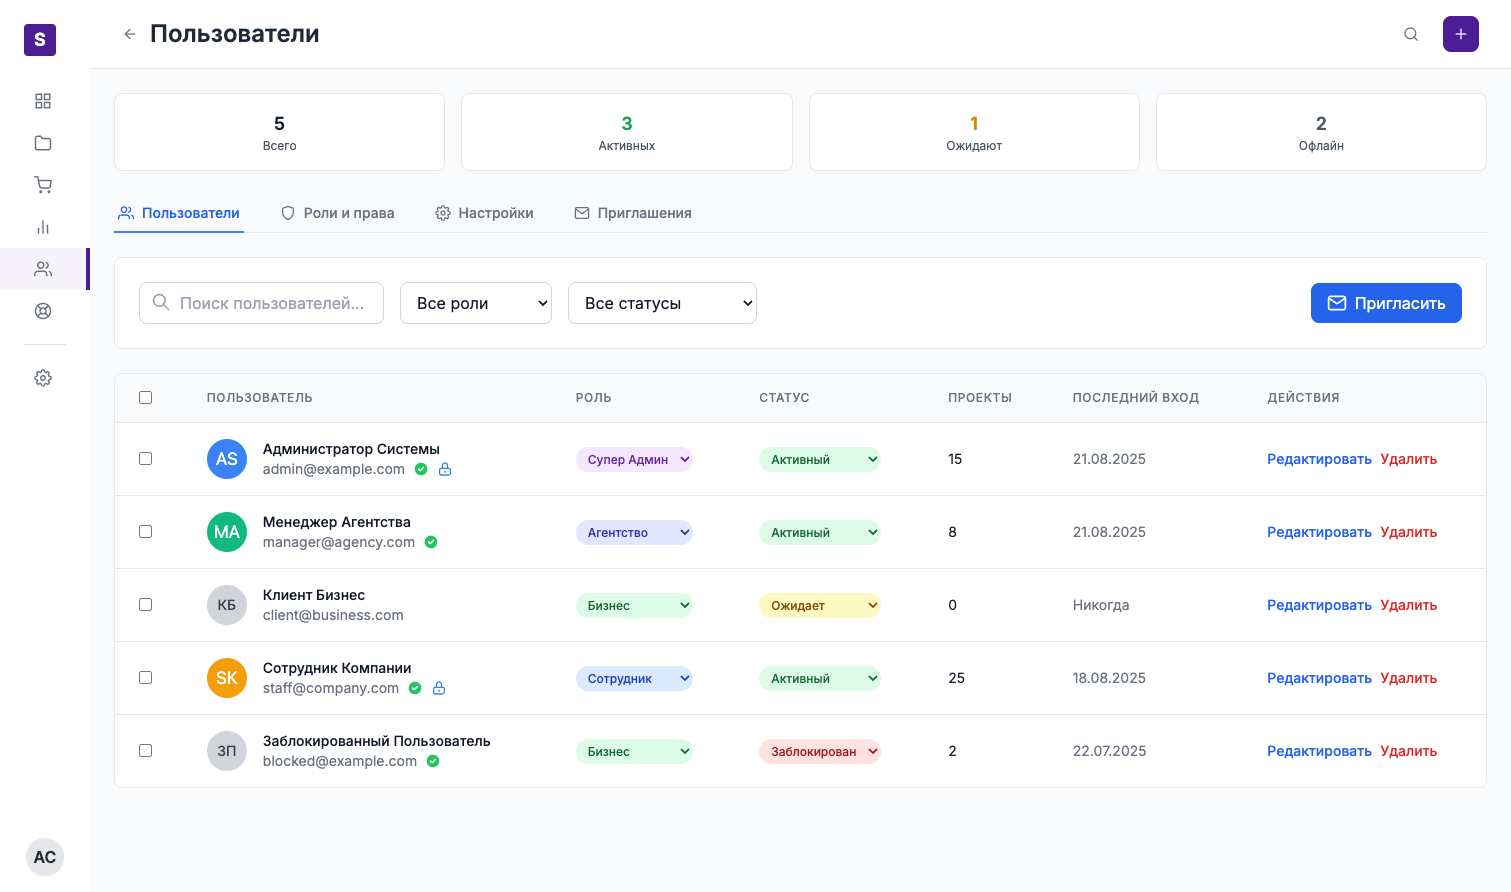 S
Пользователи
5
Всего
3
Активных
1
Ожидают
2
Офлайн
Пользователи
Роли и права
Настройки
Приглашения
Поиск пользователей...
Все роли
Все статусы
Пригласить
ПОЛЬЗОВАТЕЛЬ РОЛЬ СТАТУС ПРОЕКТЫ ПОСЛЕДНИЙ ВХОД ДЕЙСТВИЯ
AS
Администратор Системы
admin@example.com
Супер Админ Активный 15 21.08.2025 Редактировать Удалить
MA
Менеджер Агентства
manager@agency.com
Агентство Активный 8 21.08.2025 Редактировать Удалить
КБ
Клиент Бизнес
client@business.com
Бизнес Ожидает 0 Никогда Редактировать Удалить
SK
Сотрудник Компании
staff@company.com
Сотрудник Активный 25 18.08.2025 Редактировать Удалить
ЗП
Заблокированный Пользователь
blocked@example.com
Бизнес Заблокирован 2 22.07.2025 Редактировать Удалить
АС